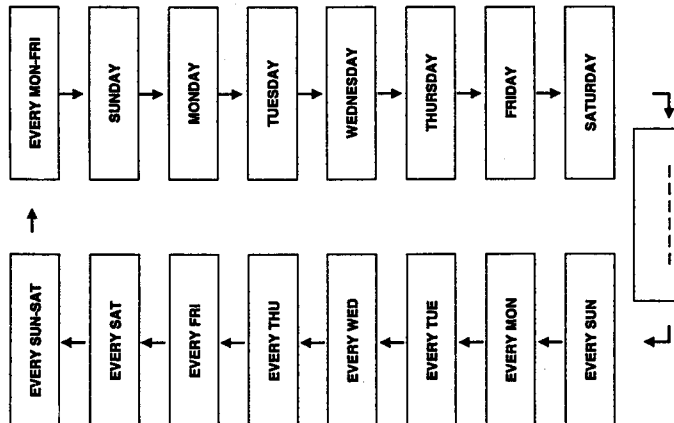 EVERY SUN-SAT
EVERY MON-FRI
EVERY SAT
SUNDAY
EVERY FRI
MONDAY
EVERY THU
TUESDAY
EVERY WED
WEDNESDAY
EVERY TUE
THURSDAY
EVERY MON
FRIDAY
EVERY SUN
SATURDAY
------